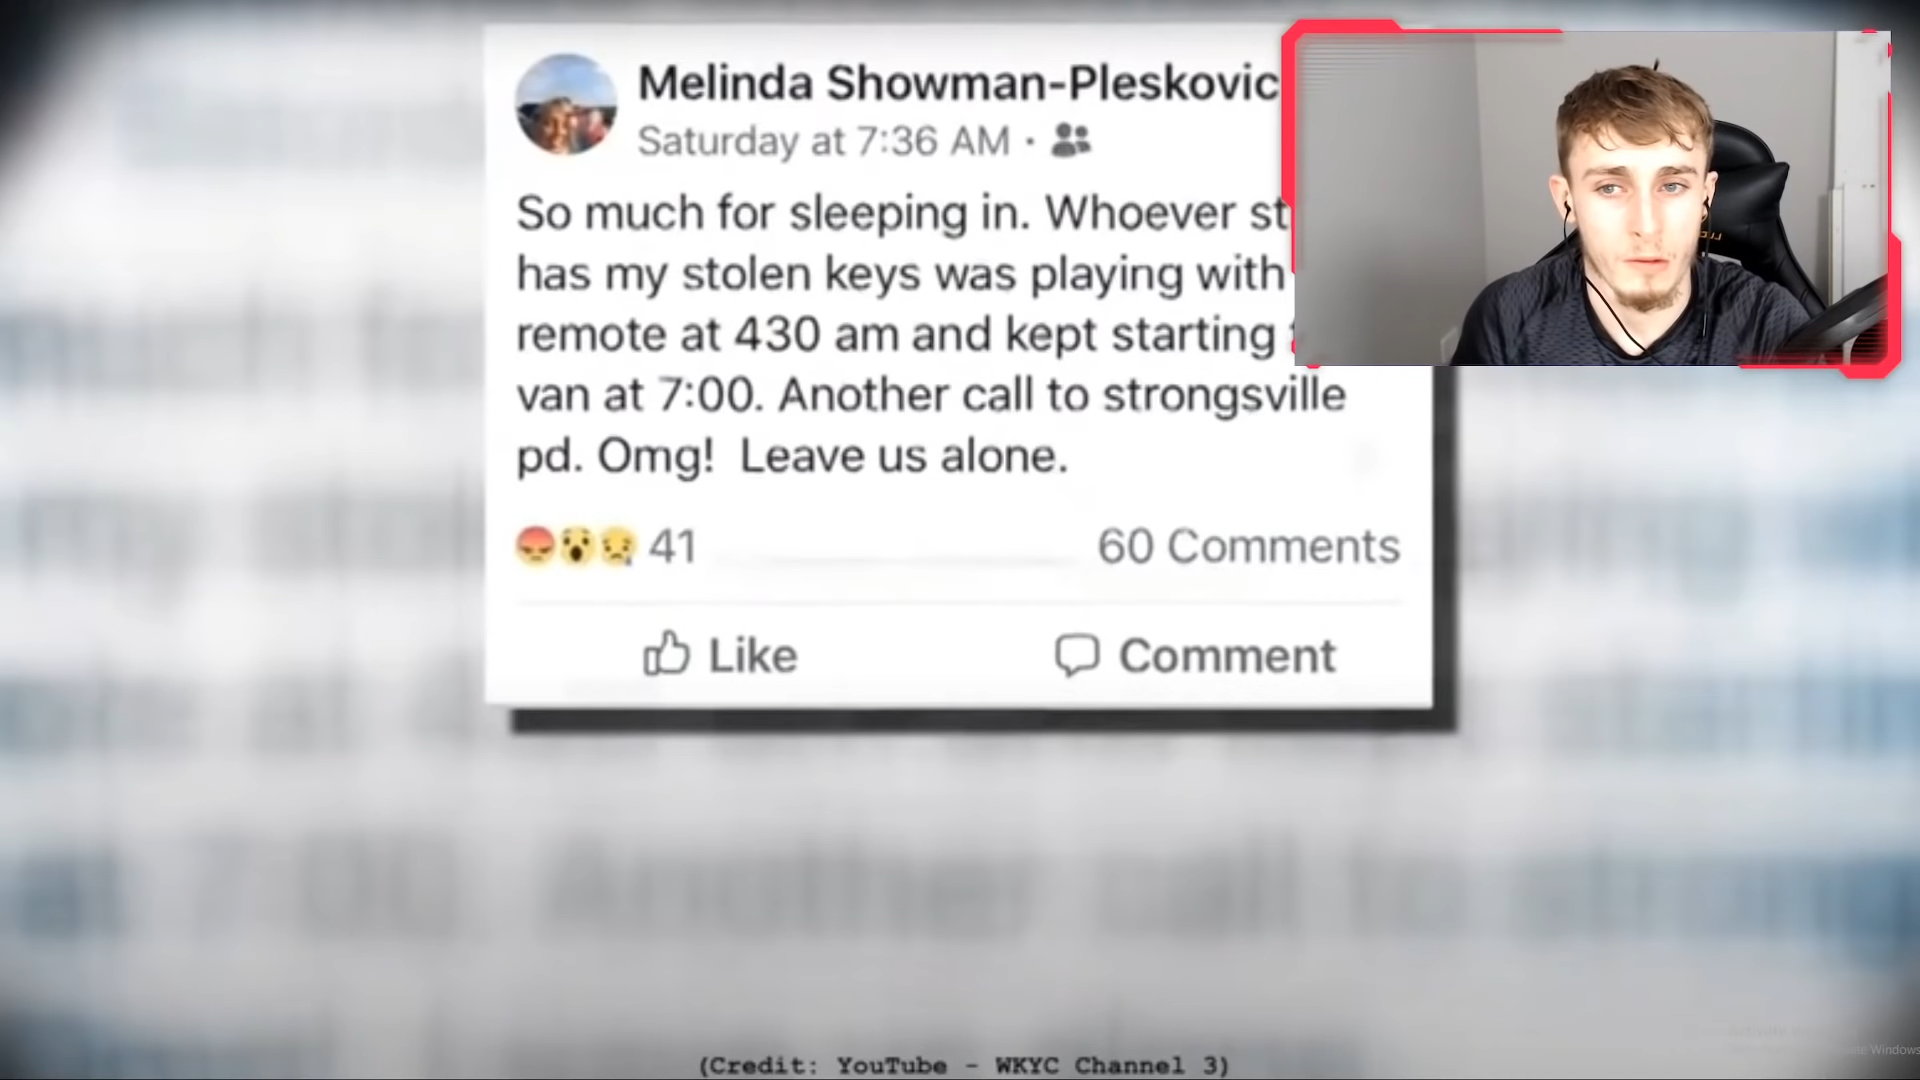 Melinda Showman-Pleskovic
Saturday at 7:36 AM ·
So much for sleeping in. Whoever
has my stolen keys was playing with
remote at 430 am and kept starting
van at 7:00. Another call to strongsville
pd. Omg! Leave us alone.
41 60 Comments
Like Comment
(Credit: YouTube - WKYC Channel 3)